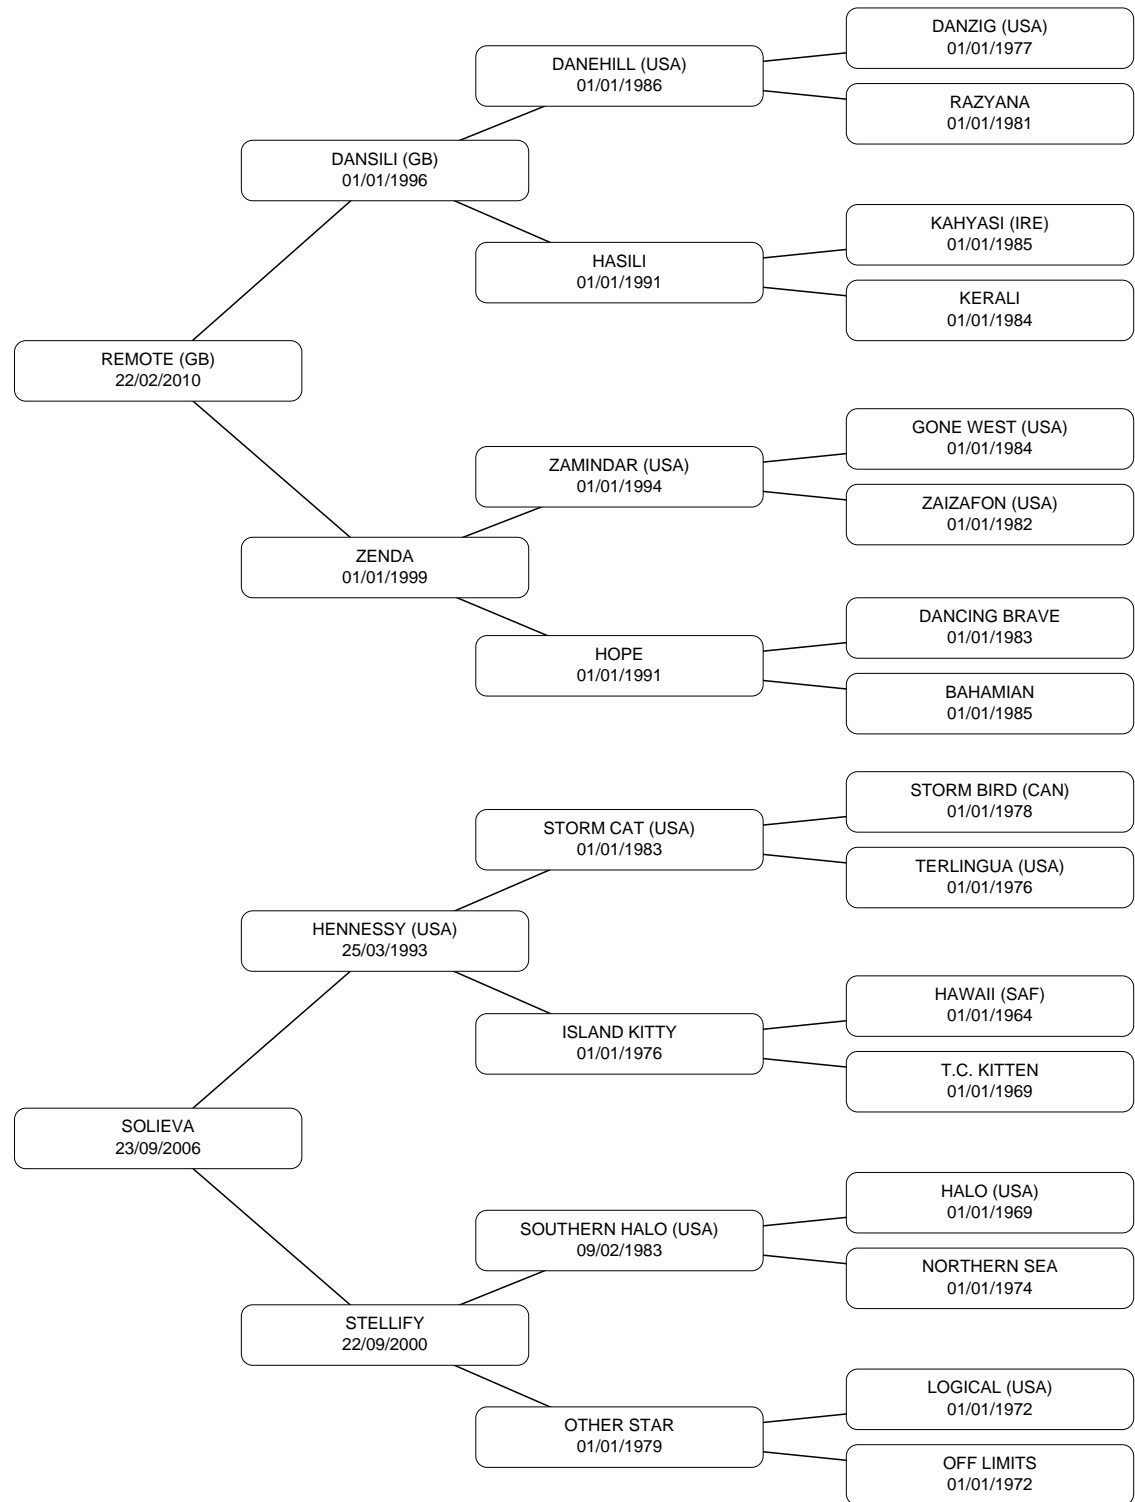 DANZIG (USA)
01/01/1977
DANEHILL (USA)
01/01/1986
RAZYANA
01/01/1981
DANSILI (GB)
01/01/1996
KAHYASI (IRE)
01/01/1985
HASILI
01/01/1991
KERALI
01/01/1984
REMOTE (GB)
22/02/2010
GONE WEST (USA)
01/01/1984
ZAMINDAR (USA)
01/01/1994
ZAIZAFON (USA)
01/01/1982
ZENDA
01/01/1999
DANCING BRAVE
01/01/1983
HOPE
01/01/1991
BAHAMIAN
01/01/1985
STORM BIRD (CAN)
01/01/1978
STORM CAT (USA)
01/01/1983
TERLINGUA (USA)
01/01/1976
HENNESSY (USA)
25/03/1993
HAWAII (SAF)
01/01/1964
ISLAND KITTY
01/01/1976
T.C. KITTEN
01/01/1969
SOLIEVA
23/09/2006
HALO (USA)
01/01/1969
SOUTHERN HALO (USA)
09/02/1983
NORTHERN SEA
01/01/1974
STELLIFY
22/09/2000
LOGICAL (USA)
01/01/1972
OTHER STAR
01/01/1979
OFF LIMITS
01/01/1972